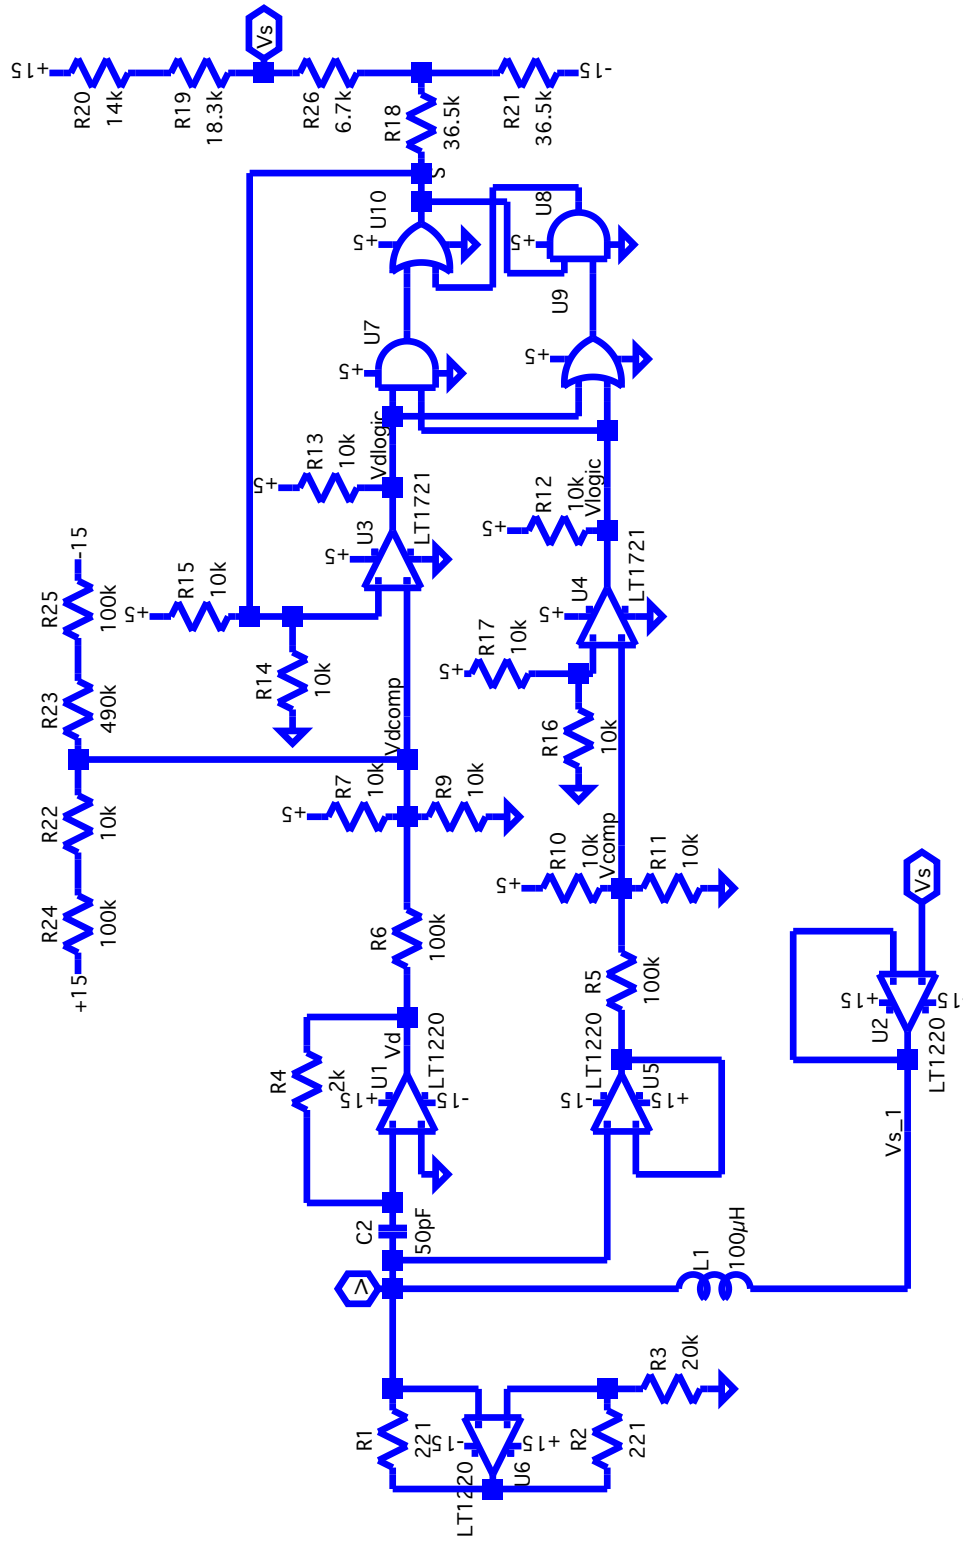 Vs
+15
R20
14k
R19
18.3k
R26
6.7k
R21
36.5k
-15
R18
36.5k
S
U10
+5
U8
+5
U7
+5
U9
+5
Vdlogic
R13
10k
+5
U3
+5
LT1721
R12
10k
+5
Vlogic
U4
+5
LT1721
-15
R25
100k
R23
490k
R22
10k
R24
100k
+15
R15
10k
+5
R14
10k
R17
10k
+5
R16
10k
Vdcomp
R7
10k
+5
R9
10k
R10
10k
+5
Vcomp
R11
10k
R6
100k
R5
100k
Vd
R4
2k
U1
+15
-15
LT1220
LT1220
U5
-15
+15
Vs
U2
+15
-15
LT1220
Vs_1
C2
50pF
V
L1
100µH
R3
20k
R1
221
R2
221
-15
+15
U6
LT1220